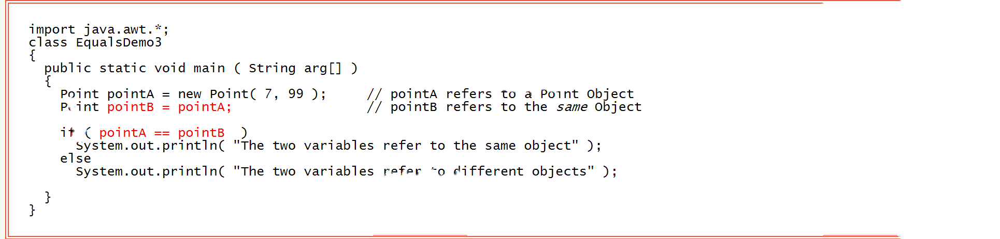 import java.awt.*;
class EqualsDemo3
{
  public static void main ( String arg[] )
  {
    Point pointA = new Point( 7, 99 );     // pointA refers to a Point Object
    Point pointB = pointA;                 // pointB refers to the same Object

    if ( pointA == pointB  )
      System.out.println( "The two variables refer to the same object" );
    else
      System.out.println( "The two variables refer to different objects" );

  }
}